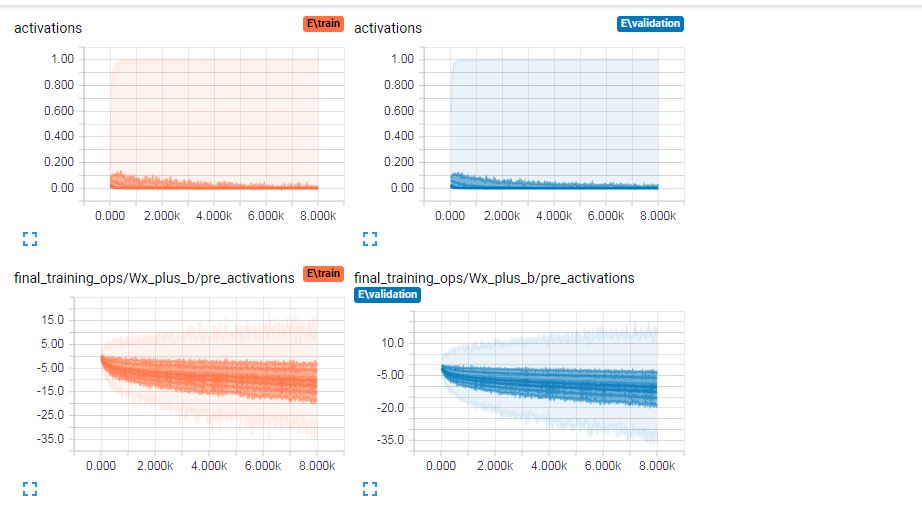 activations E\train
1.00
0.800
0.600
0.400
0.200
0.00
0.000 2.000k 4.000k 6.000k 8.000k
activations E\validation
1.00
0.800
0.600
0.400
0.200
0.00
0.000 2.000k 4.000k 6.000k 8.000k
final_training_ops/Wx_plus_b/pre_activations E\train
15.0
5.00
-5.00
-15.0
-25.0
-35.0
0.000 2.000k 4.000k 6.000k 8.000k
final_training_ops/Wx_plus_b/pre_activations
E\validation
10.0
-5.00
-20.0
-35.0
0.000 2.000k 4.000k 6.000k 8.000k